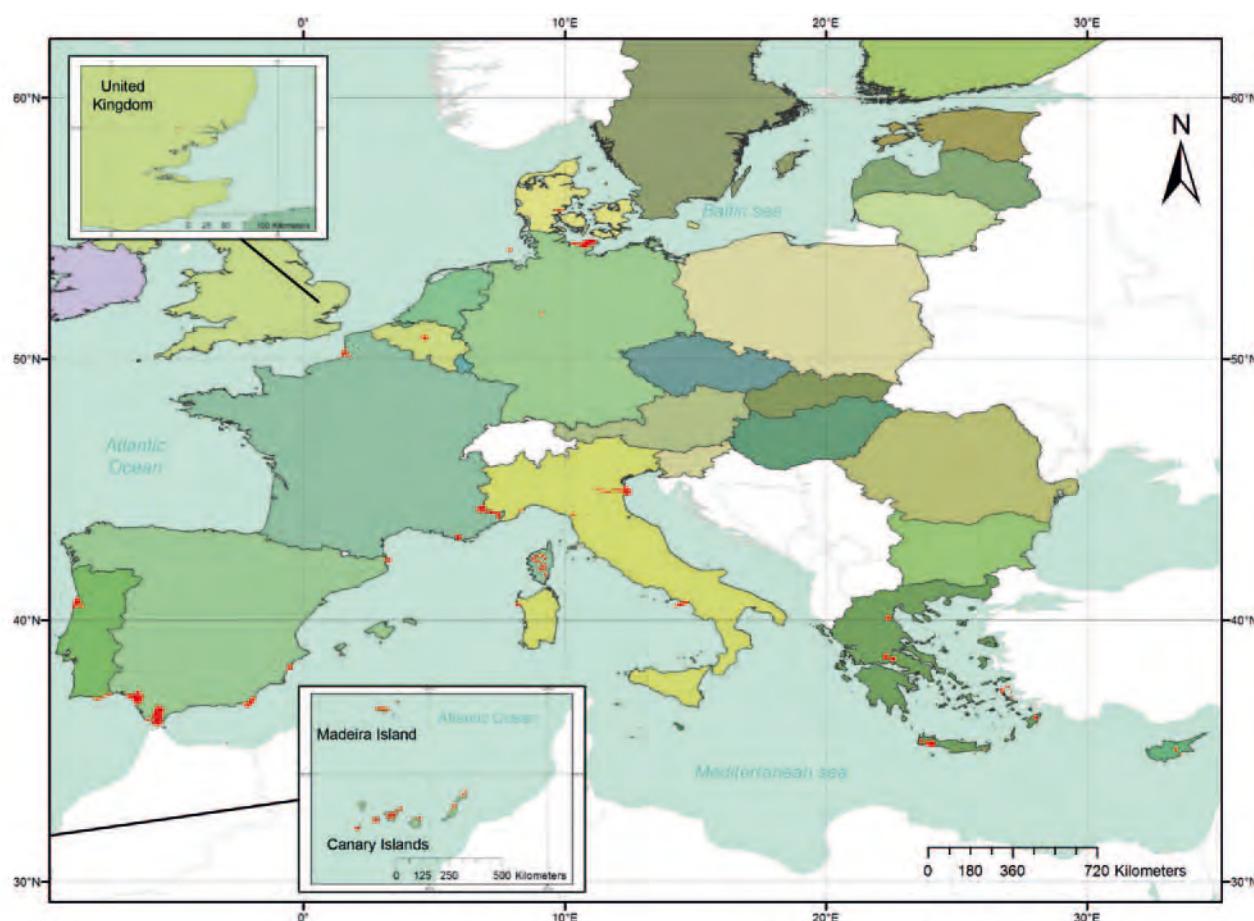 0°
10°E
20°E
30°E
60°N
60°N
United
Kingdom
0
25
50
100 Kilometers
N
Baltin sea
50°N
50°N
Atlantic
Ocean
40°N
40°N
Atlantic Ocean
Madeira Island
Canary Islands
0
125
250
500 Kilometers
Mediterranean sea
0
180
360
720 Kilometers
30°N
30°N
0°
10°E
20°E
30°E